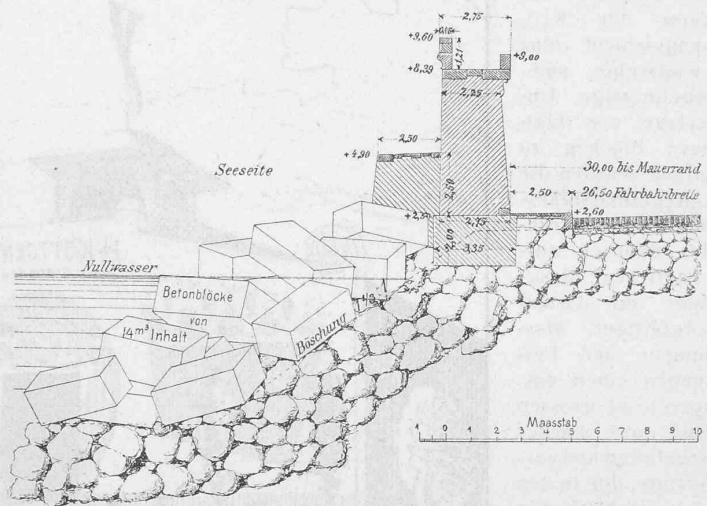 2,75
+9,60
1,21
+9,00
+8,39
2,25
2,50
+4,90
Seeseite
30,00 bis Mauerrand
2,50
2,50 26,50 Fahrbahnbreite
2,75
+2,60
2,00
3,35
Nullwasser
Betonblöcke
von
14m³ Inhalt
Böschung
Maasstab
1 0 1 2 3 4 5 6 7 8 9 10